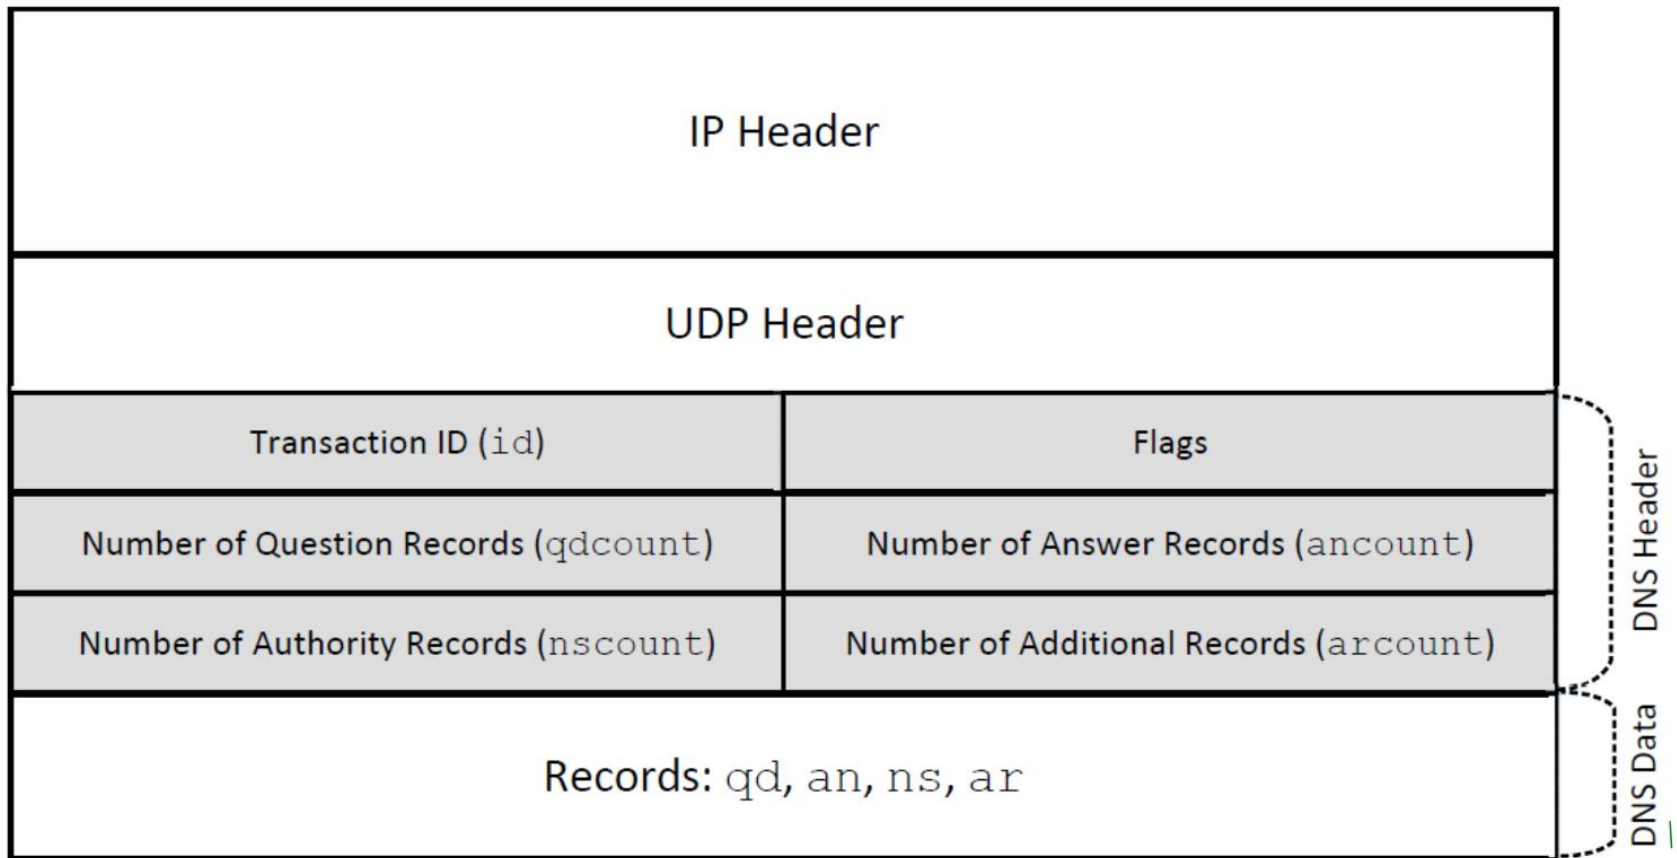 IP Header
UDP Header
Transaction ID (id)
Flags
Number of Question Records (qdcount)
Number of Answer Records (ancount)
Number of Authority Records (nscount)
Number of Additional Records (arcount)
DNS Header
Records: qd, an, ns, ar
DNS Data